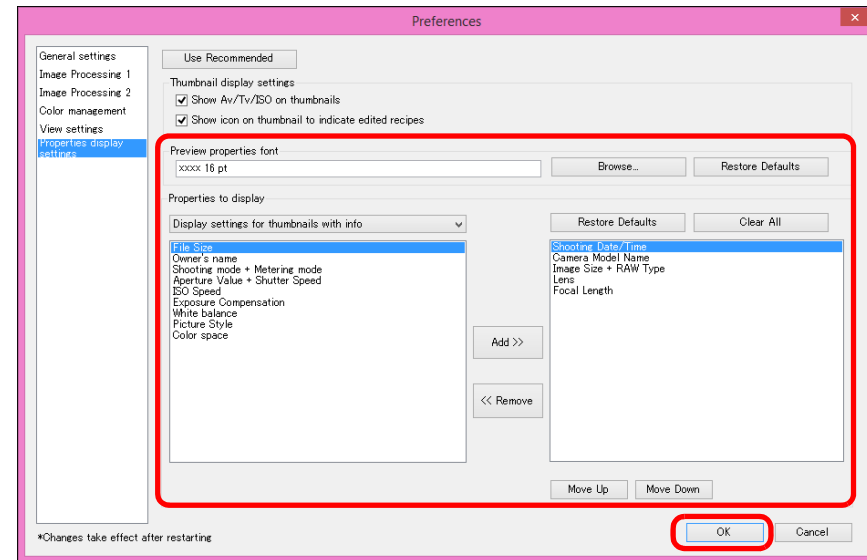 Preferences
General settings
Image Processing 1
Image Processing 2
Color management
View settings
Properties display
settings
Use Recommended
Thumbnail display settings
Show Av/Tv/ISO on thumbnails
Show icon on thumbnail to indicate edited recipes
Preview properties font
xxxx 16 pt
Browse...
Restore Defaults
Properties to display
Display settings for thumbnails with info
Restore Defaults
Clear All
File Size
Owner's name
Shooting mode + Metering mode
Aperture Value + Shutter Speed
ISO Speed
Exposure Compensation
White balance
Picture Style
Color space
Add >>
<< Remove
Shooting Date/Time
Camera Model Name
Image Size + RAW Type
Lens
Focal Length
Move Up
Move Down
*Changes take effect after restarting
OK
Cancel